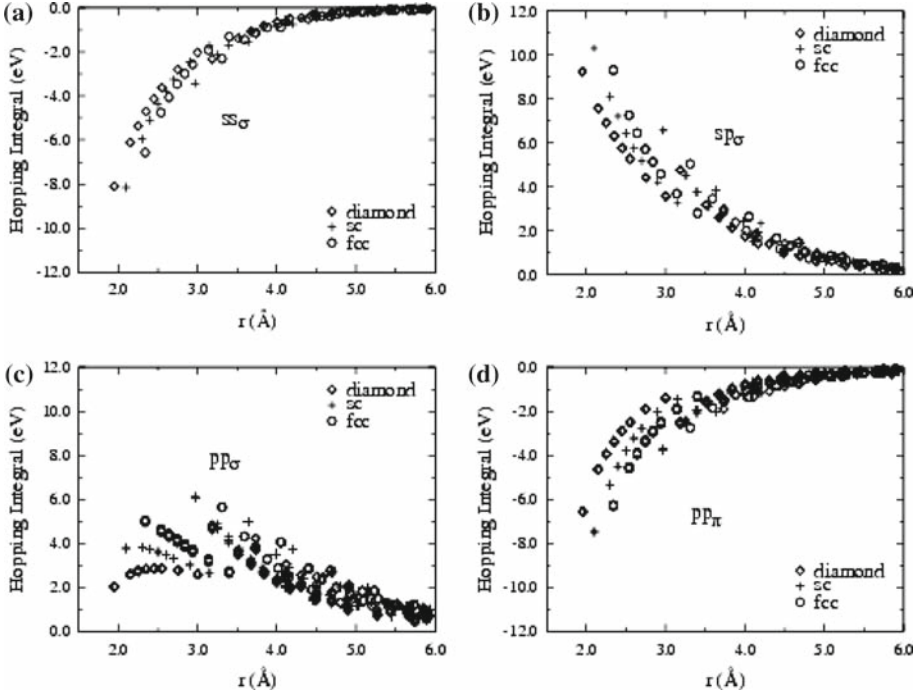 (a)
Hopping Integral (eV)
0.0
-2.0
-4.0
-6.0
-8.0
-10.0
-12.0
ssσ
diamond
sc
fcc
2.0 3.0 4.0 5.0 6.0
r (Å)
(b)
Hopping Integral (eV)
12.0
10.0
8.0
6.0
4.0
2.0
0.0
diamond
sc
fcc
spσ
2.0 3.0 4.0 5.0 6.0
r (Å)
(c)
Hopping Integral (eV)
12.0
10.0
8.0
6.0
4.0
2.0
0.0
diamond
sc
fcc
ppσ
2.0 3.0 4.0 5.0 6.0
r (Å)
(d)
Hopping Integral (eV)
0.0
-2.0
-4.0
-6.0
-8.0
-10.0
-12.0
ppπ
diamond
sc
fcc
2.0 3.0 4.0 5.0 6.0
r (Å)